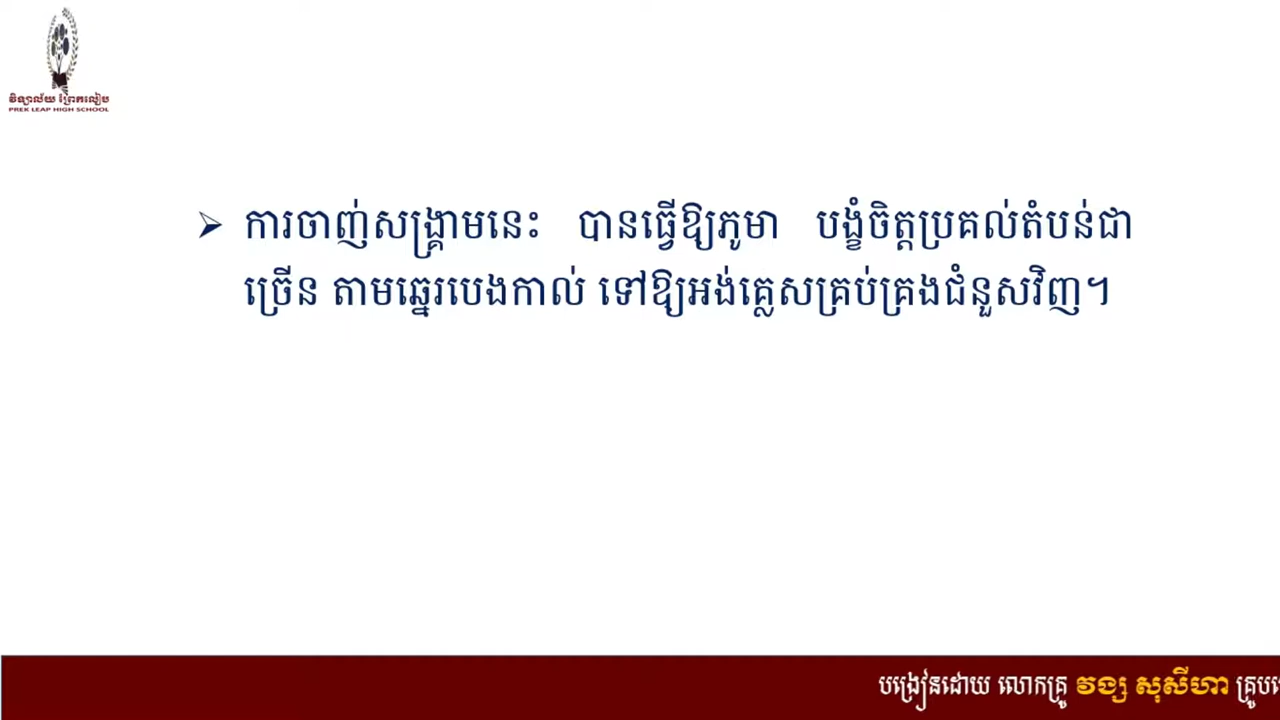 វិទ្យាល័យ ព្រែកលៀប
PREK LEAP HIGH SCHOOL
➢ ការចាញ់សង្គ្រាមនេះ បានធ្វើឱ្យភូមា បង្ខំចិត្តប្រគល់តំបន់ជា
ច្រើន តាមឆ្នេរបេងកាល់ ទៅឱ្យអង់គ្លេសគ្រប់គ្រងជំនួសវិញ។
បង្រៀនដោយ លោកគ្រូ វង្ស សុសីហា